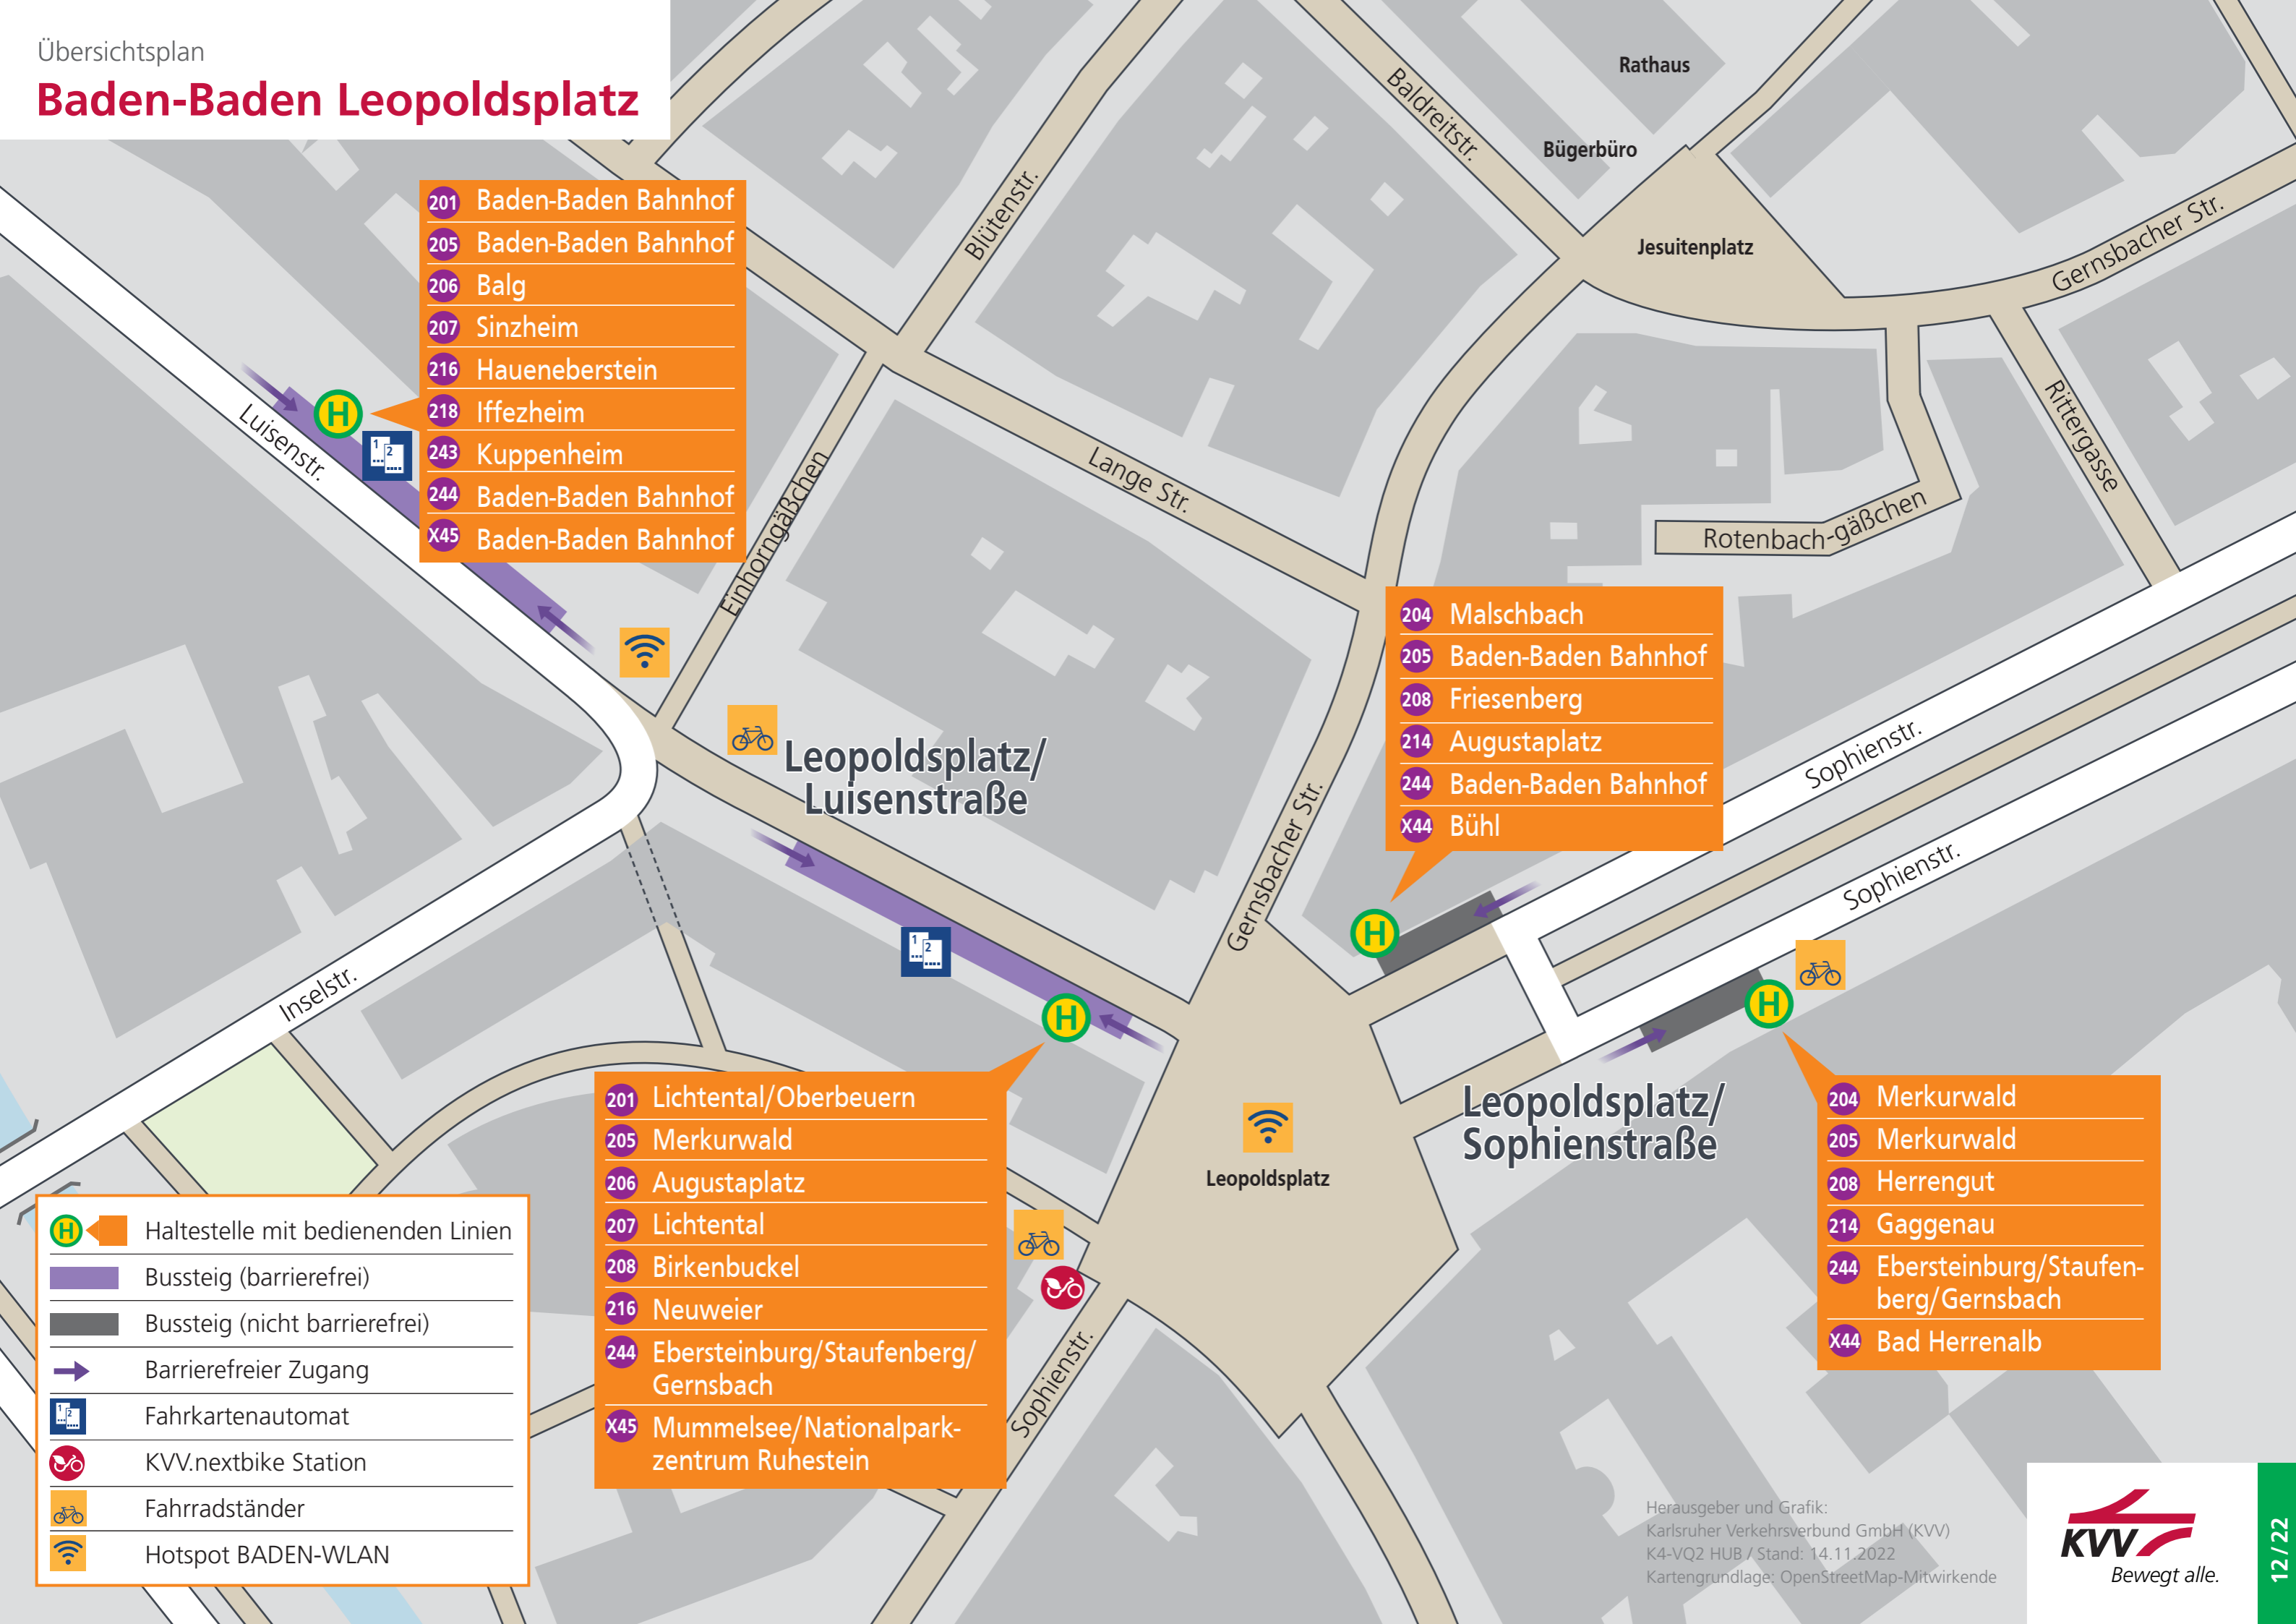 Übersichtsplan
Baden-Baden Leopoldsplatz
Rathaus
Bügerbüro
Jesuitenplatz
Baldreitstr.
Blütenstr.
Gernsbacher Str.
Rittergasse
Rotenbach-gäßchen
Lange Str.
Einhorngäßchen
Luisenstr.
201 Baden-Baden Bahnhof
205 Baden-Baden Bahnhof
206 Balg
207 Sinzheim
216 Haueneberstein
218 Iffezheim
243 Kuppenheim
244 Baden-Baden Bahnhof
X45 Baden-Baden Bahnhof
H
1 2
204 Malschbach
205 Baden-Baden Bahnhof
208 Friesenberg
214 Augustaplatz
244 Baden-Baden Bahnhof
X44 Bühl
H
Leopoldsplatz/
Luisenstraße
Gernsbacher Str.
Sophienstr.
Sophienstr.
Inselstr.
1 2
H
H
Leopoldsplatz/
Sophienstraße
Leopoldsplatz
Sophienstr.
201 Lichtental/Oberbeuern
205 Merkurwald
206 Augustaplatz
207 Lichtental
208 Birkenbuckel
216 Neuweier
244 Ebersteinburg/Staufenberg/
Gernsbach
X45 Mummelsee/Nationalpark-
zentrum Ruhestein
204 Merkurwald
205 Merkurwald
208 Herrengut
214 Gaggenau
244 Ebersteinburg/Staufen-
berg/Gernsbach
X44 Bad Herrenalb
H Haltestelle mit bedienenden Linien
Bussteig (barrierefrei)
Bussteig (nicht barrierefrei)
Barrierefreier Zugang
1 2 Fahrkartenautomat
KVV.nextbike Station
Fahrradständer
Hotspot BADEN-WLAN
Herausgeber und Grafik:
Karlsruher Verkehrsverbund GmbH (KVV)
K4-VQ2 HUB / Stand: 14.11.2022
Kartengrundlage: OpenStreetMap-Mitwirkende
KVV
Bewegt alle.
12/22